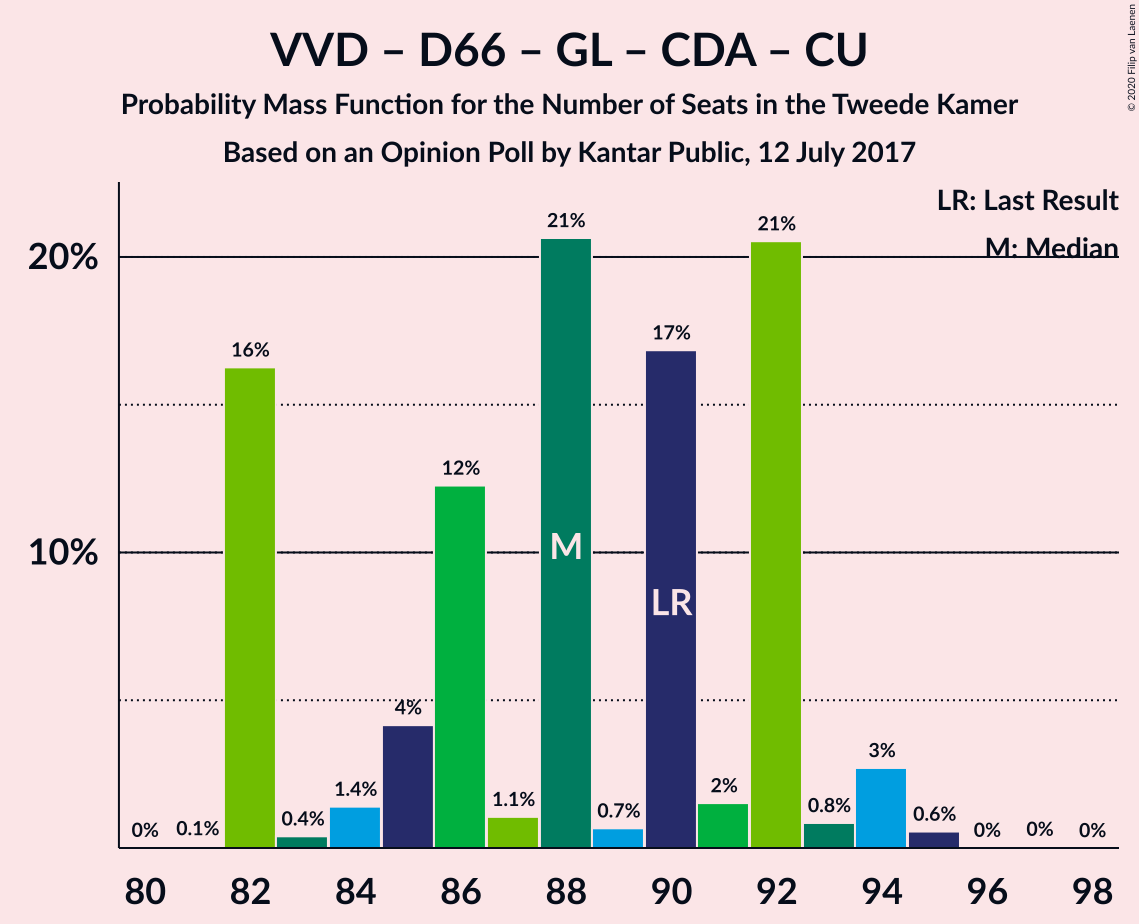 VVD – D66 – GL – CDA – CU
Probability Mass Function for the Number of Seats in the Tweede Kamer
Based on an Opinion Poll by Kantar Public, 12 July 2017
© 2020 Filip van Laenen
LR: Last Result
M: Median
20%
10%
0%
0.1%
16%
0.4%
1.4%
4%
12%
1.1%
21%
0.7%
17%
2%
21%
0.8%
3%
0.6%
0%
0%
0%
M
LR
80 82 84 86 88 90 92 94 96 98